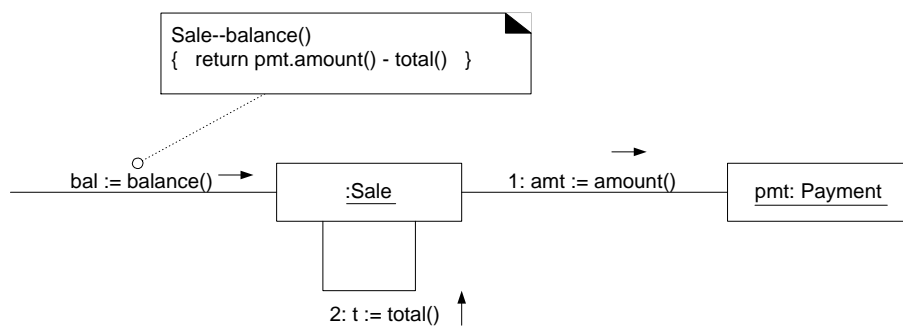 Sale--balance()
{ return pmt.amount() - total() }
bal := balance()
:Sale
1: amt := amount()
pmt: Payment
2: t := total()